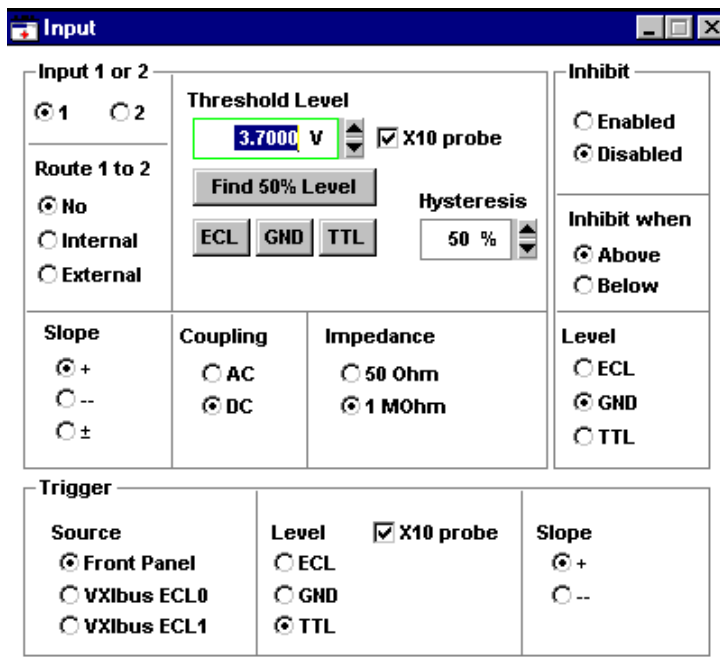 Input
Input 1 or 2
1 2
Route 1 to 2
No
Internal
External
Threshold Level
3.7000 V
X10 probe
Find 50% Level
ECL GND TTL
Hysteresis
50 %
Inhibit
Enabled
Disabled
Inhibit when
Above
Below
Slope
+
--
±
Coupling
AC
DC
Impedance
50 Ohm
1 MOhm
Level
ECL
GND
TTL
Trigger
Source
Front Panel
VXIbus ECL0
VXIbus ECL1
Level
X10 probe
ECL
GND
TTL
Slope
+
--